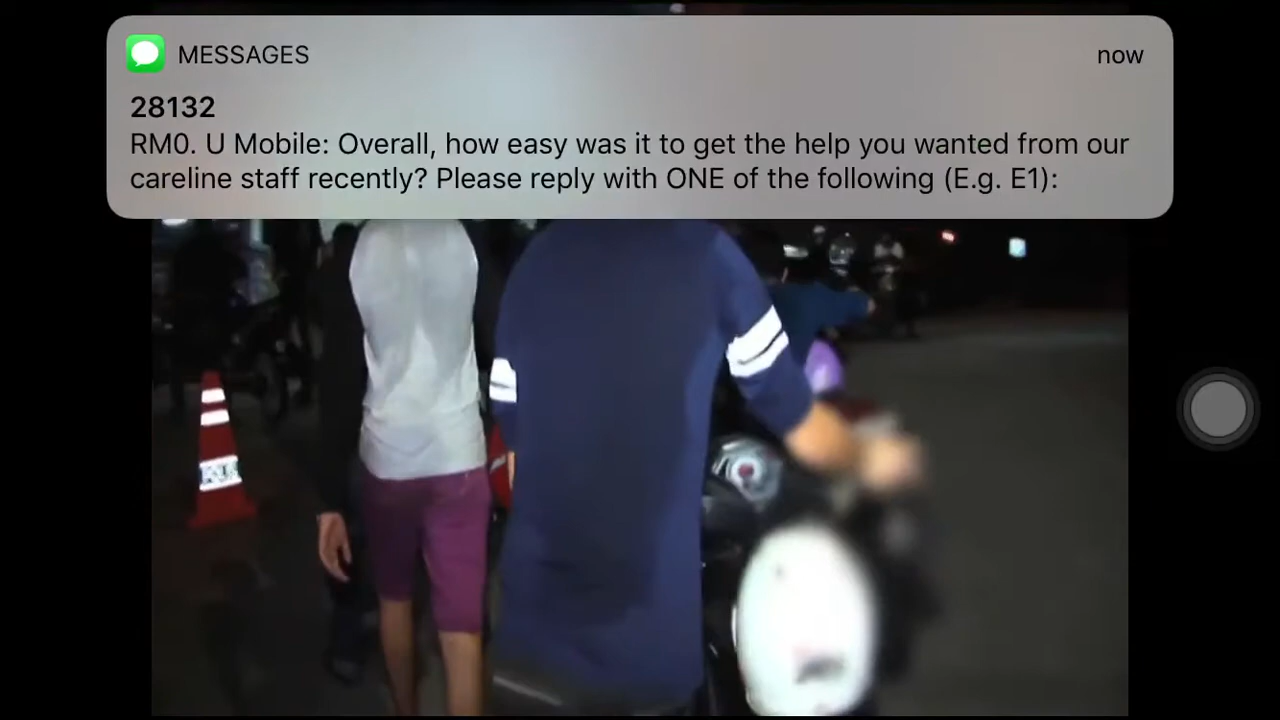 MESSAGES
now
28132
RM0. U Mobile: Overall, how easy was it to get the help you wanted from our
careline staff recently? Please reply with ONE of the following (E.g. E1):